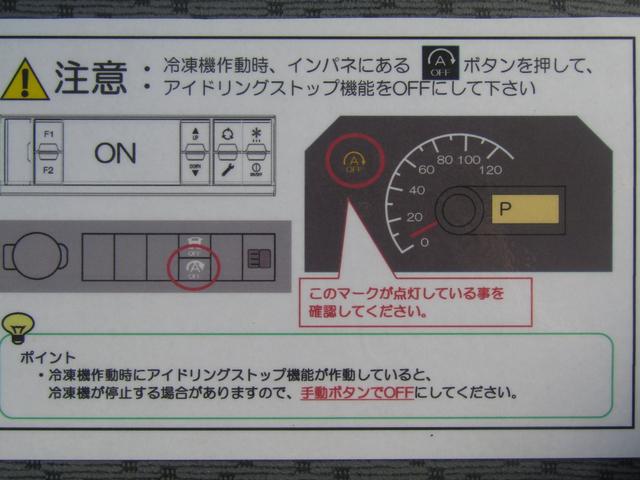 注意
・ 冷凍機作動時、インパネにある A OFF ボタンを押して、
・ アイドリングストップ機能をOFFにして下さい
F1
F2
ON
UP
DOWN
ON/OFF
A
OFF
0
20
40
60
80
100
120
P
OFF
A
OFF
このマークが点灯している事を
確認してください。
ポイント
・冷凍機作動時にアイドリングストップ機能が作動していると、
冷凍機が停止する場合がありますので、手動ボタンでOFFにしてください。